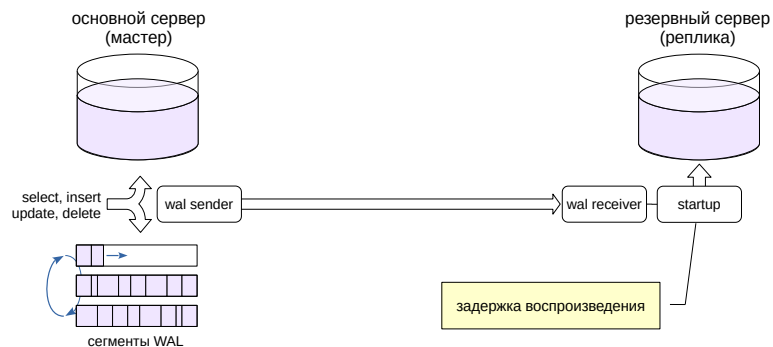 основной сервер
(мастер)
резервный сервер
(реплика)
select, insert
update, delete
wal sender
wal receiver
startup
задержка воспроизведения
сегменты WAL